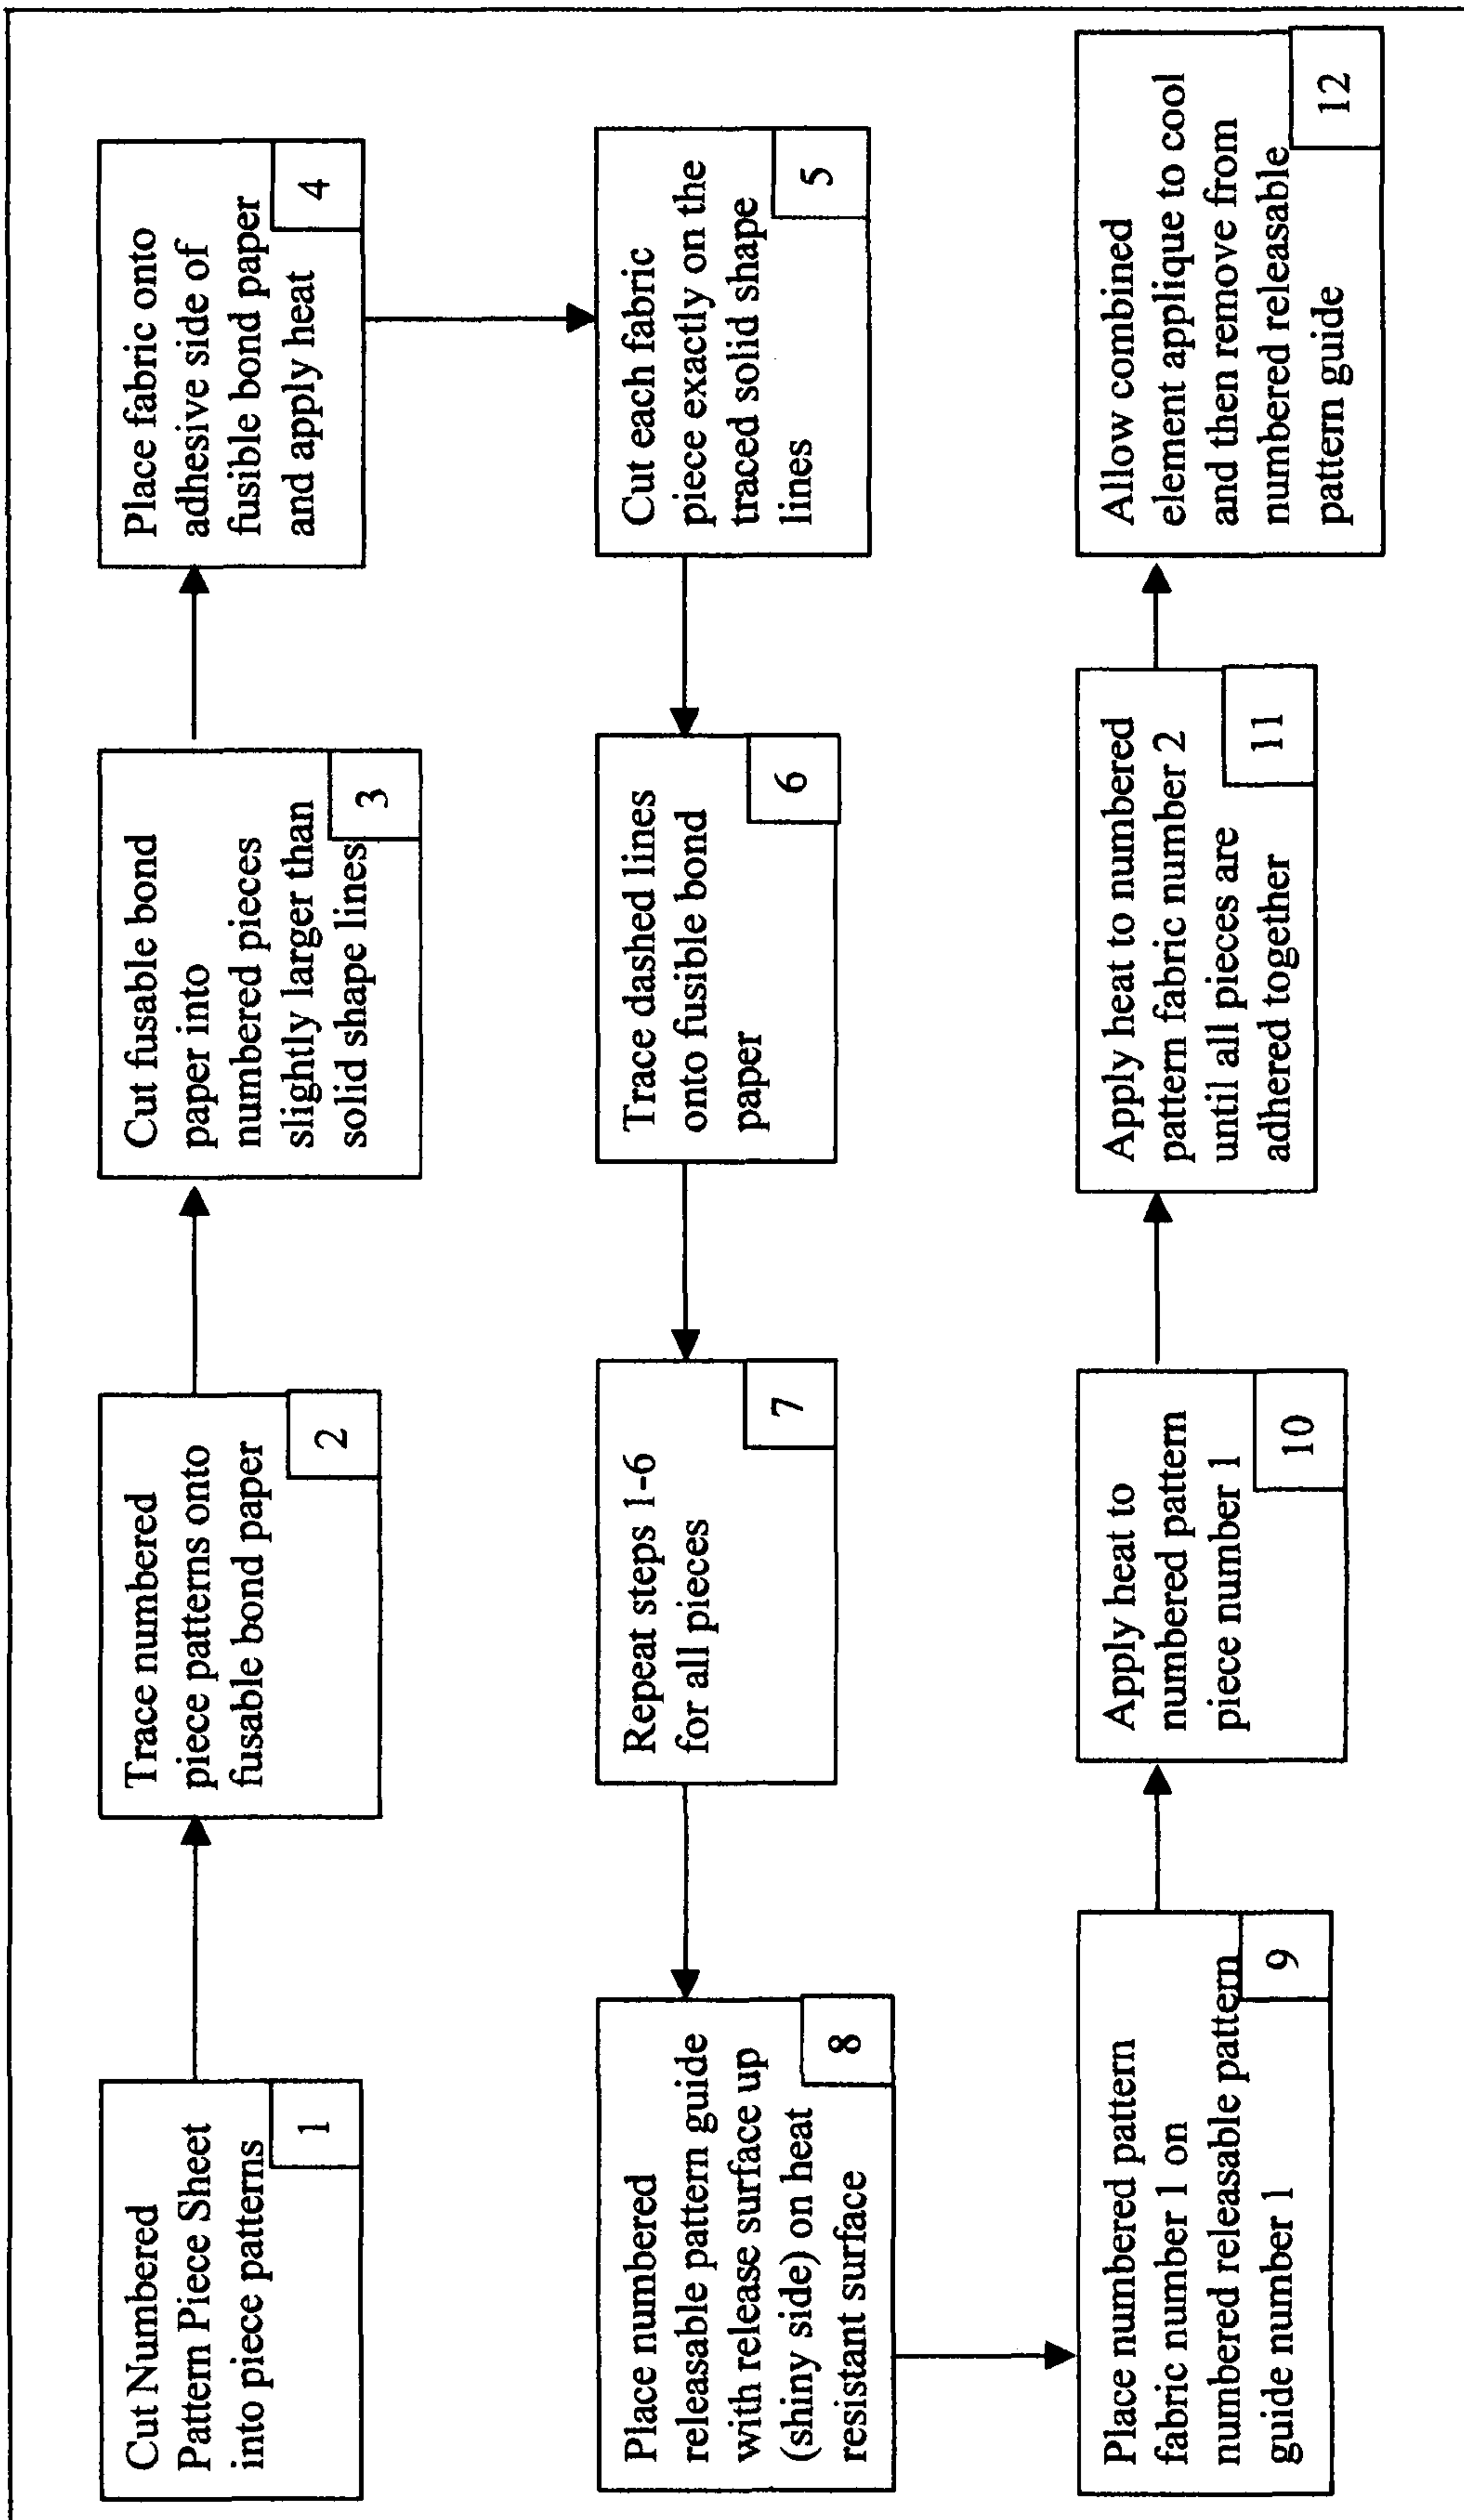 Cut Numbered
Pattern Piece Sheet
into piece patterns
1
Trace numbered
piece patterns onto
fusable bond paper
2
Cut fusable bond
paper into
numbered pieces
slightly larger than
solid shape lines
3
Place fabric onto
adhesive side of
fusible bond paper
and apply heat
4
Cut each fabric
piece exactly on the
traced solid shape
lines
5
Trace dashed lines
onto fusible bond
paper
6
Repeat steps 1-6
for all pieces
7
Place numbered
releasable pattern guide
with release surface up
(shiny side) on heat
resistant surface
8
Place numbered pattern
fabric number 1 on
numbered releasable pattern
guide number 1
9
Apply heat to
numbered pattern
piece number 1
10
Apply heat to numbered
pattern fabric number 2
until all pieces are
adhered together
11
Allow combined
element applique to cool
and then remove from
numbered releasable
pattern guide
12